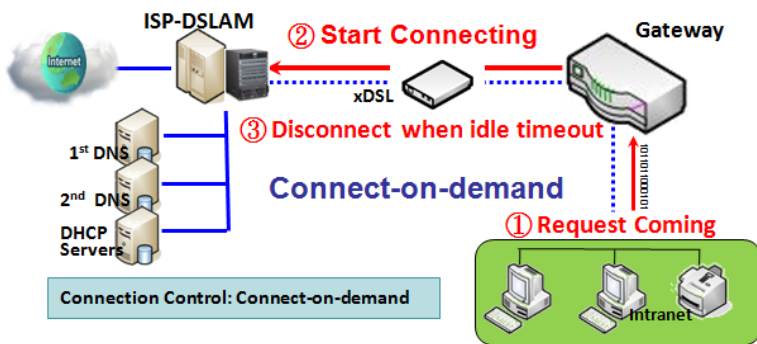 ISP-DSLAM
② Start Connecting
Gateway
Internet
xDSL
③ Disconnect when idle timeout
1st DNS
2nd DNS
DHCP
Servers
Connect-on-demand
① Request Coming
Intranet
Connection Control: Connect-on-demand